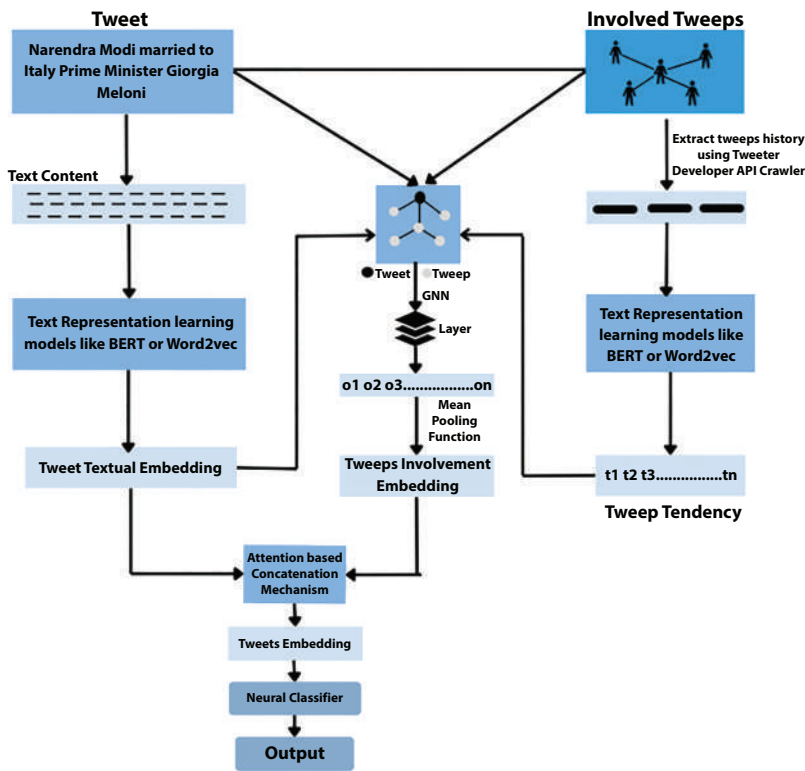 Tweet
Narendra Modi married to
Italy Prime Minister Giorgia
Meloni
Text Content
Text Representation learning
models like BERT or Word2vec
Tweet Textual Embedding
Involved Tweeps
Extract tweeps history
using Tweeter
Developer API Crawler
Text Representation
learning models like
BERT or Word2vec
t1 t2 t3................tn
Tweep Tendency
Tweet Tweep
GNN
Layer
o1 o2 o3..................on
Mean
Pooling
Function
Tweeps Involvement
Embedding
Attention based
Concatenation
Mechanism
Tweets Embedding
Neural Classifier
Output